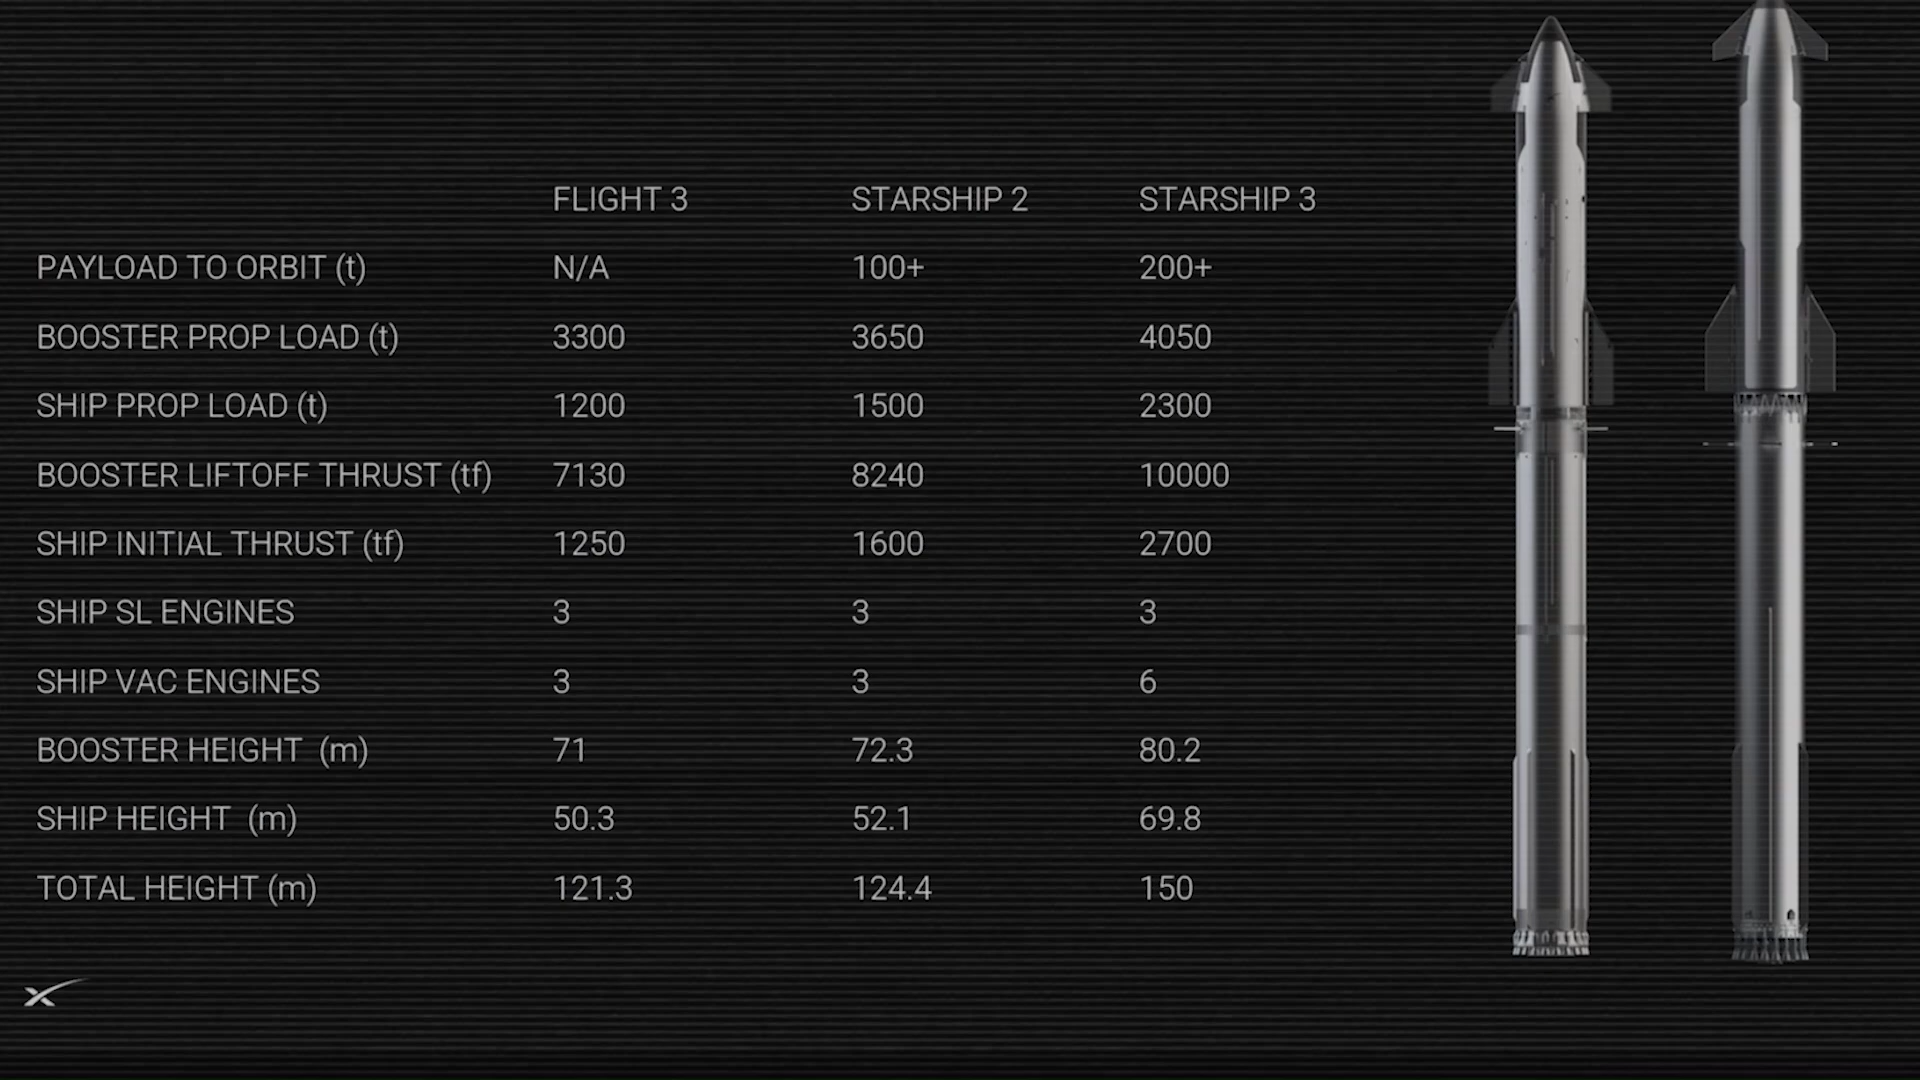 FLIGHT 3 STARSHIP 2 STARSHIP 3
PAYLOAD TO ORBIT (t) N/A 100+ 200+
BOOSTER PROP LOAD (t) 3300 3650 4050
SHIP PROP LOAD (t) 1200 1500 2300
BOOSTER LIFTOFF THRUST (tf) 7130 8240 10000
SHIP INITIAL THRUST (tf) 1250 1600 2700
SHIP SL ENGINES 3 3 3
SHIP VAC ENGINES 3 3 6
BOOSTER HEIGHT (m) 71 72.3 80.2
SHIP HEIGHT (m) 50.3 52.1 69.8
TOTAL HEIGHT (m) 121.3 124.4 150